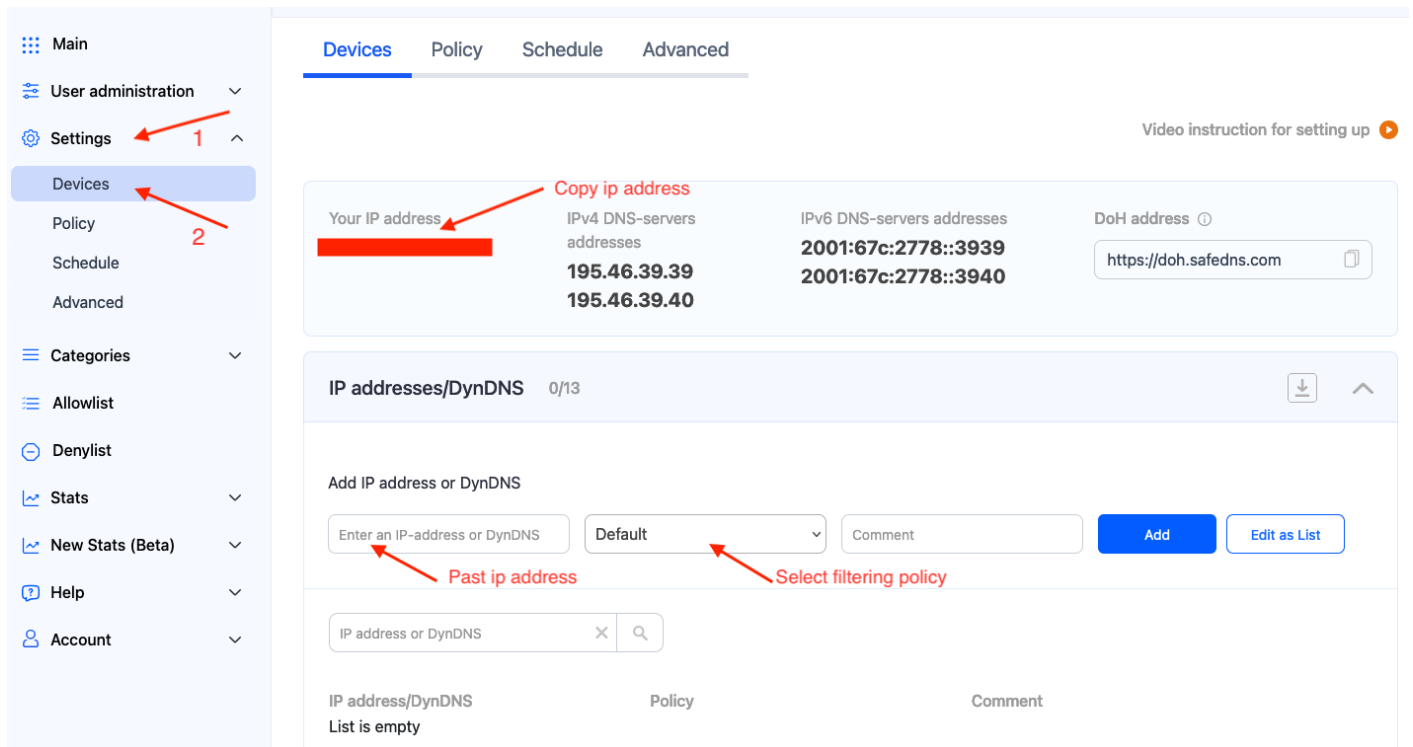 Main
User administration
Settings
1
Devices
2
Policy
Schedule
Advanced
Categories
Allowlist
Denylist
Stats
New Stats (Beta)
Help
Account
Devices Policy Schedule Advanced
Video instruction for setting up
Copy ip address
Your IP address
IPv4 DNS-servers
addresses
195.46.39.39
195.46.39.40
IPv6 DNS-servers addresses
2001:67c:2778::3939
2001:67c:2778::3940
DoH address
https://doh.safedns.com
IP addresses/DynDNS 0/13
Add IP address or DynDNS
Enter an IP-address or DynDNS Default Comment Add Edit as List
Past ip address Select filtering policy
IP address or DynDNS
IP address/DynDNS Policy Comment
List is empty